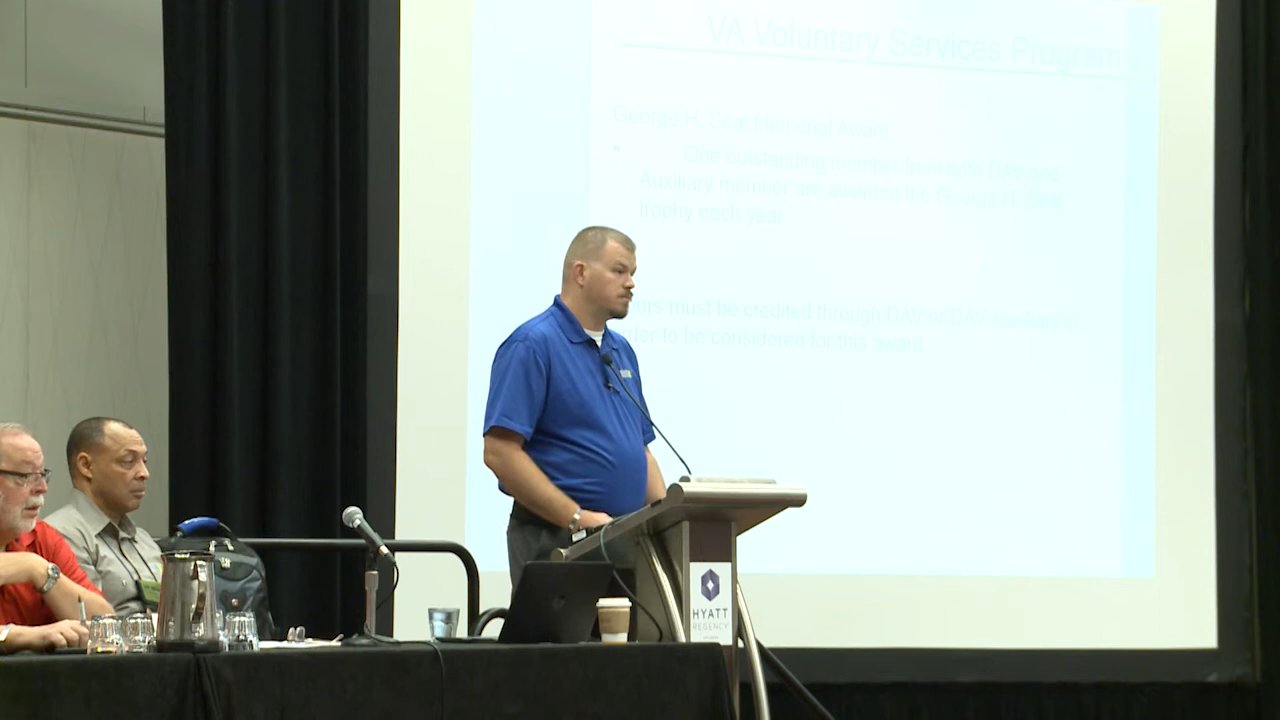 VA Voluntary Services Program
George H. Seal Memorial Award
• One outstanding member from both DAV and
Auxiliary member are awarded the George H. Seal
trophy each year
must be credited through DAV or DAV Auxiliary in
to be considered for this award
HYATT
REGENCY